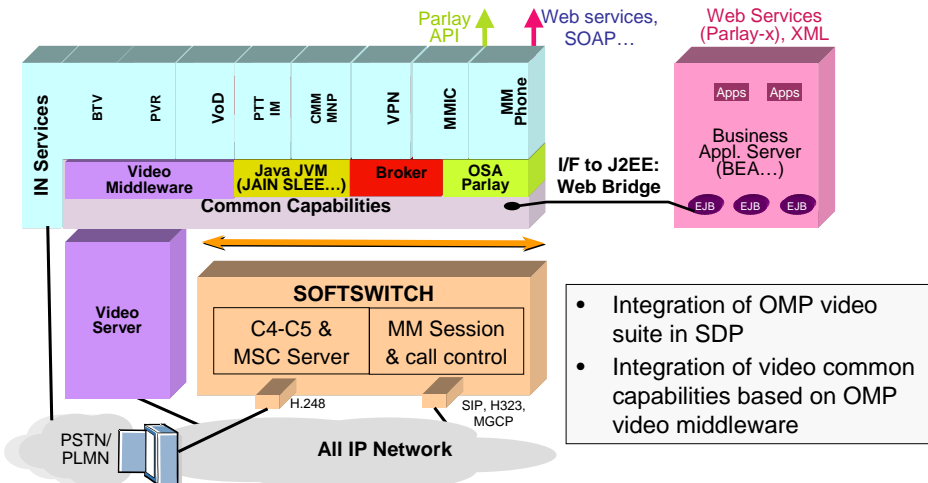 Parlay
API
Web services,
SOAP…
Web Services
(Parlay-x), XML
IN Services
BTV
PVR
VoD
PTT
IM
CMM
MNP
VPN
MMIC
MM
Phone
Video
Middleware
Java JVM
(JAIN SLEE…)
Broker
OSA
Parlay
Common Capabilities
I/F to J2EE:
Web Bridge
Apps
Apps
Business
Appl. Server
(BEA…)
EJB
EJB
EJB
Video
Server
SOFTSWITCH
C4-C5 &
MSC Server
MM Session
& call control
H.248
SIP, H323,
MGCP
PSTN/
PLMN
All IP Network
• Integration of OMP video
suite in SDP
• Integration of video common
capabilities based on OMP
video middleware